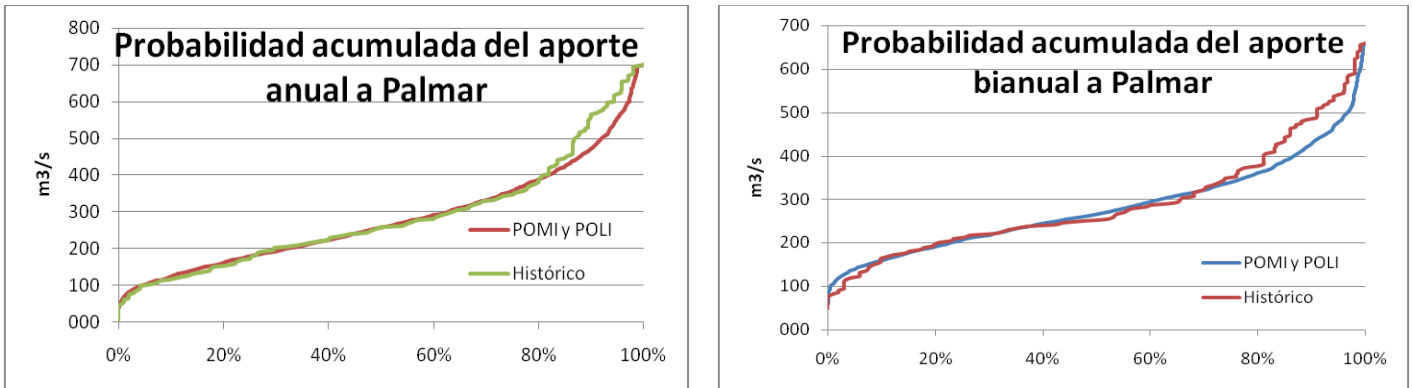 Probabilidad acumulada del aporte
anual a Palmar
800
700
600
500
400
300
200
100
000
m3/s
POMI y POLI
Histórico
0%
20%
40%
60%
80%
100%
Probabilidad acumulada del aporte
bianual a Palmar
700
600
500
400
300
200
100
000
m3/s
POMI y POLI
Histórico
0%
20%
40%
60%
80%
100%